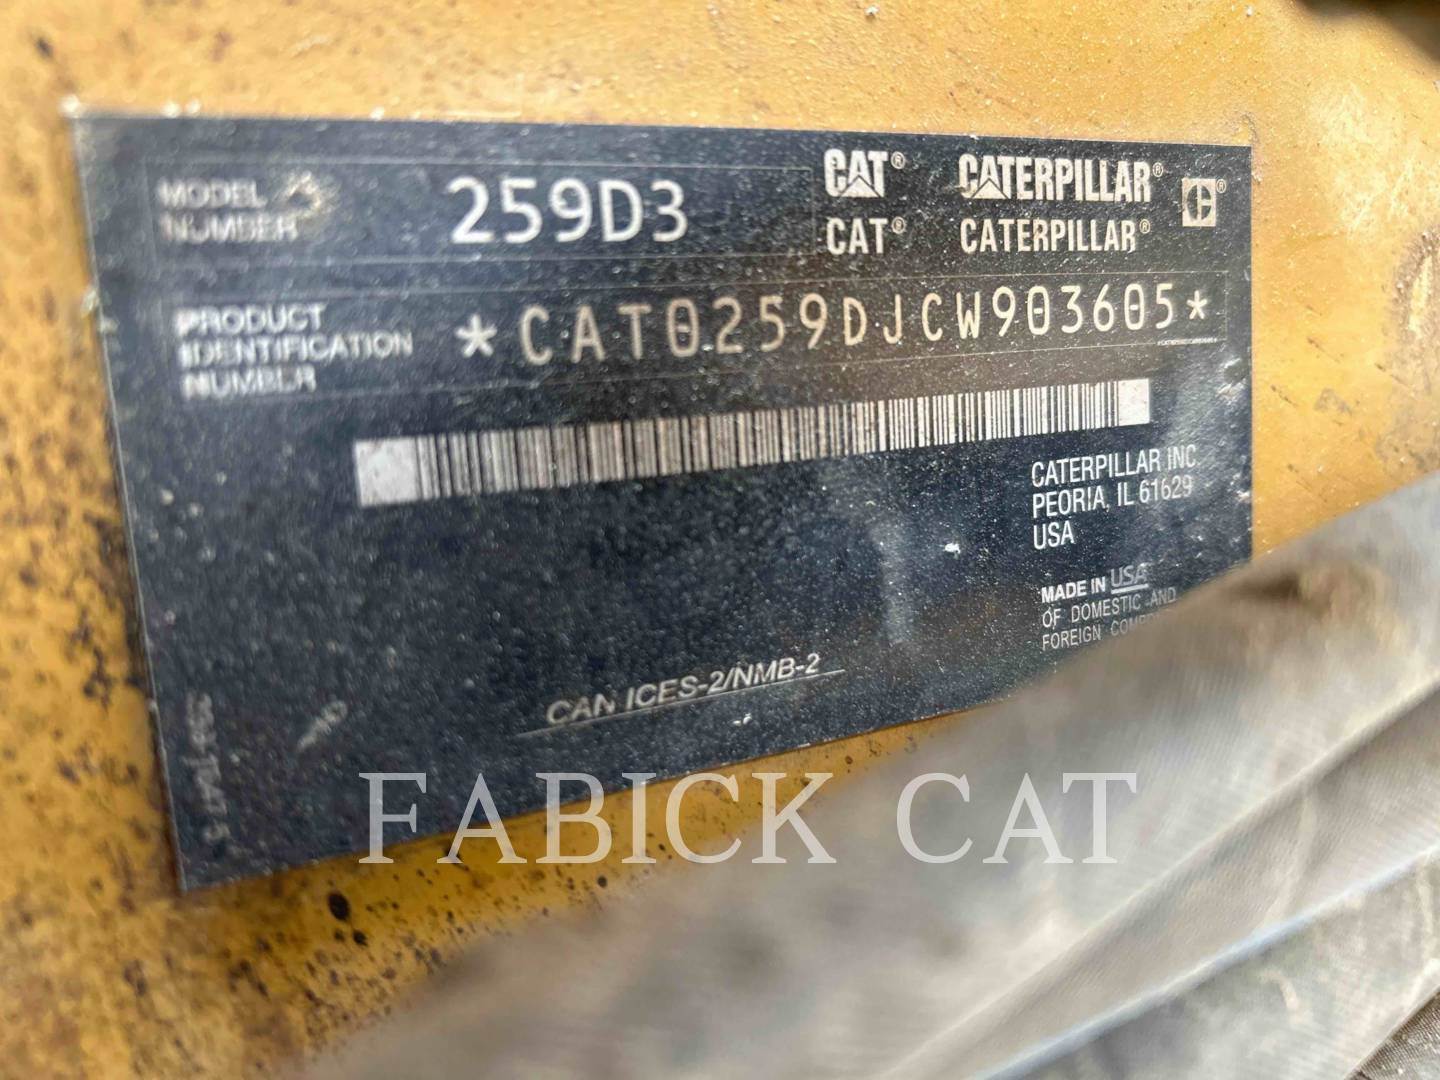 MODEL NUMBER 259D3
CAT® CATERPILLAR®
CAT® CATERPILLAR®
PRODUCT
IDENTIFICATION
NUMBER
*CAT0259DJCW903605*
CATERPILLAR INC
PEORIA, IL 61629
USA
MADE IN USA
OF DOMESTIC AND
FOREIGN
CAN ICES-2/NMB-2
FABICK CAT